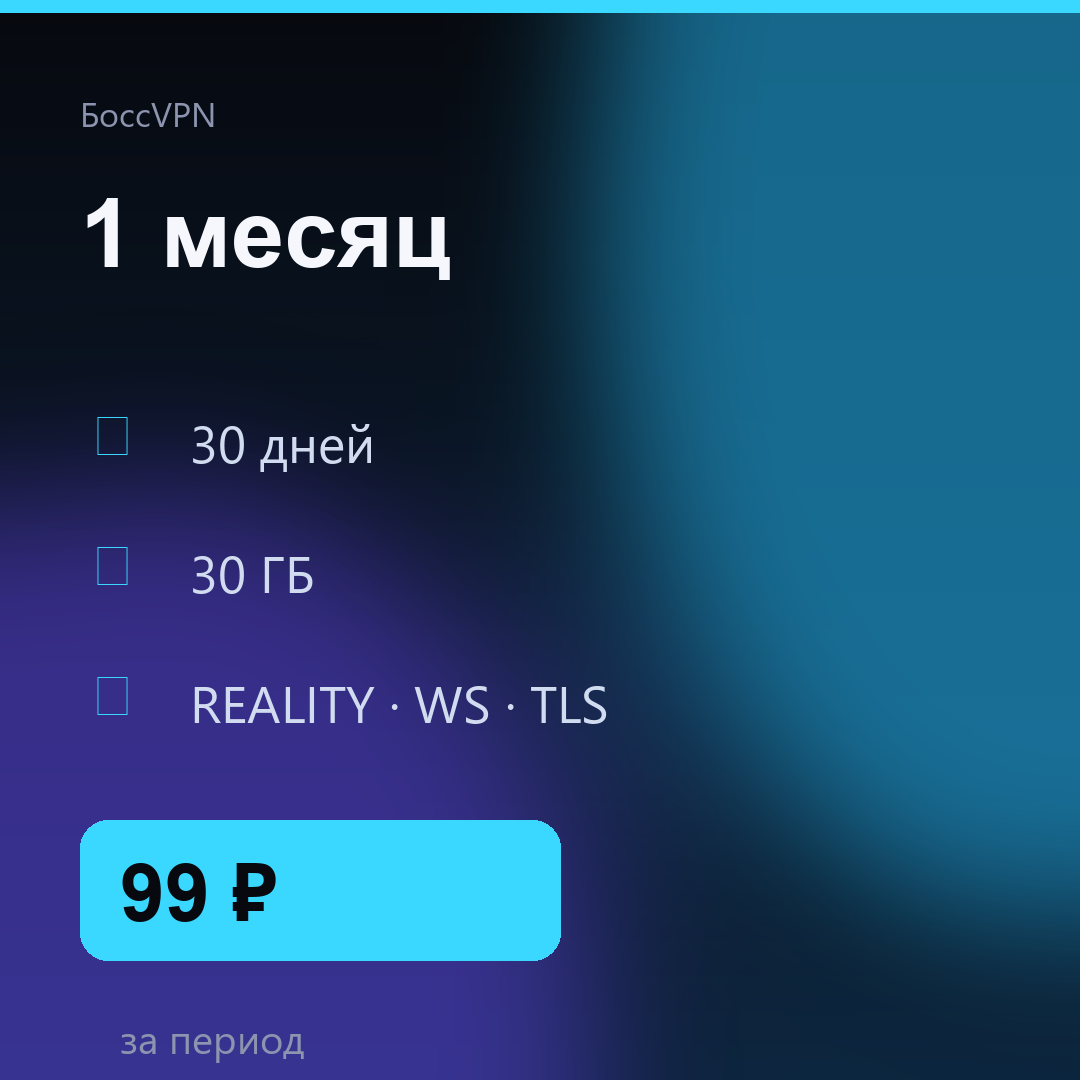 БоссVPN
1 месяц
30 дней
30 ГБ
REALITY · WS · TLS
99 ₽
за период